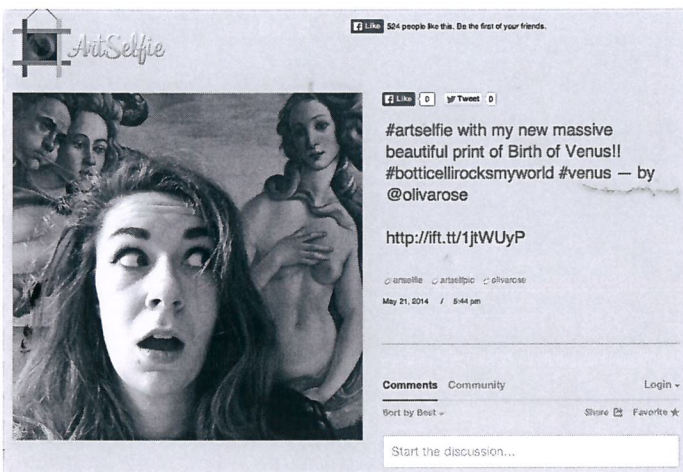 ArtSelfie
Like 524 people like this. Be the first of your friends.
Like 0 Tweet 0
#artselfie with my new massive
beautiful print of Birth of Venus!!
#botticellirocksmyworld #venus — by
@olivarose
http://ift.tt/1jtWUyP
artselfie artselfpic olivarose
May 21, 2014 / 5:44 pm
Comments Community Login
Sort by Best Share Favorite
Start the discussion...